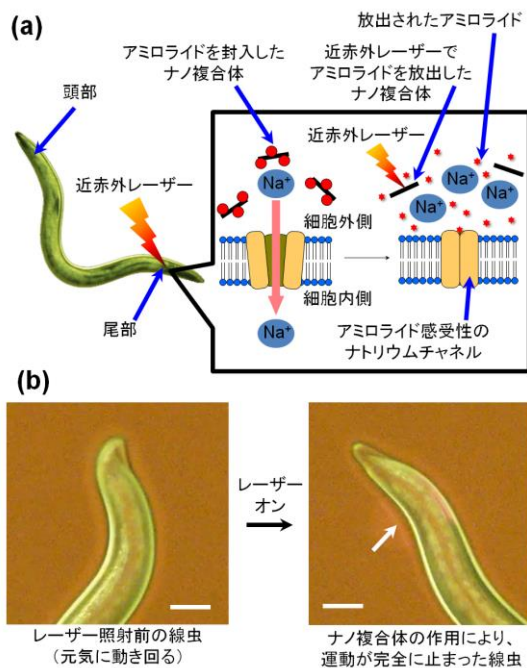 (a)
アミロライドを封入した
ナノ複合体
放出されたアミロライド
近赤外レーザーで
アミロライドを放出した
ナノ複合体
頭部
近赤外レーザー
近赤外レーザー
Na+
Na+
Na+
Na+
細胞外側
細胞内側
Na+
尾部
アミロライド感受性の
ナトリウムチャネル
(b)
レーザー
オン
レーザー照射前の線虫
(元気に動き回る)
ナノ複合体の作用により、
運動が完全に止まった線虫